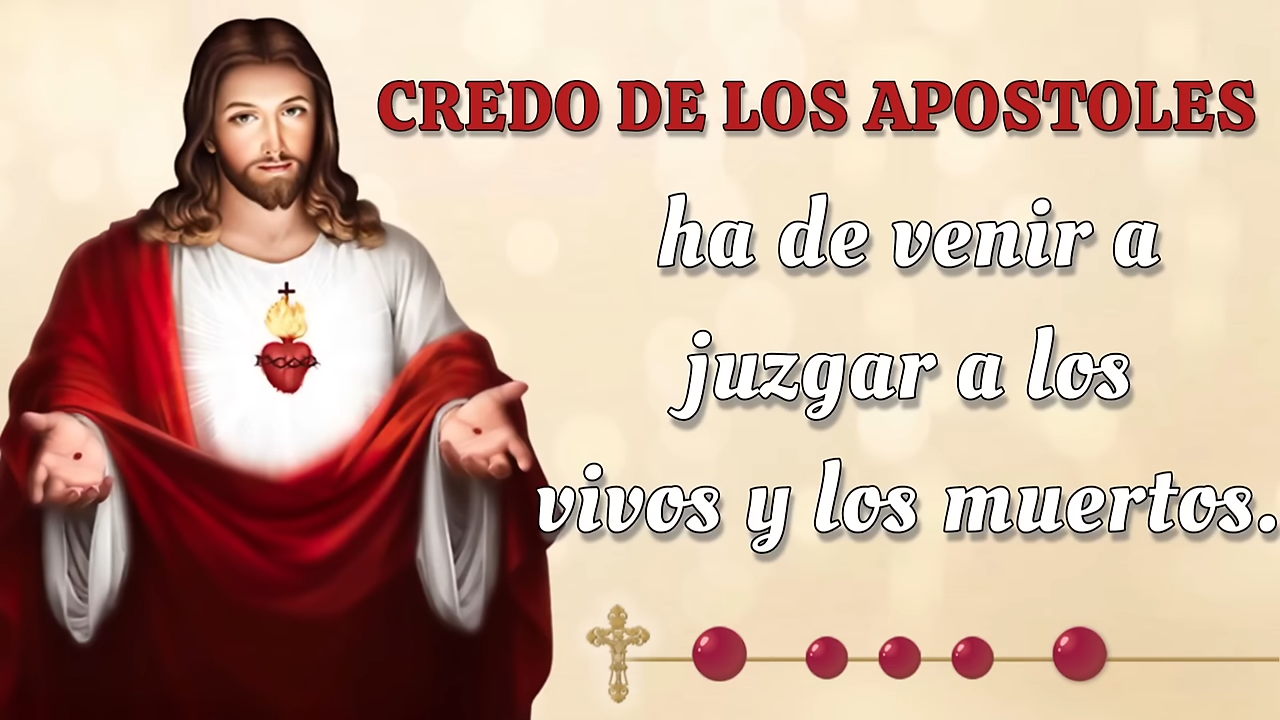 CREDO DE LOS APOSTOLES
ha de venir a
juzgar a los
vivos y los muertos.